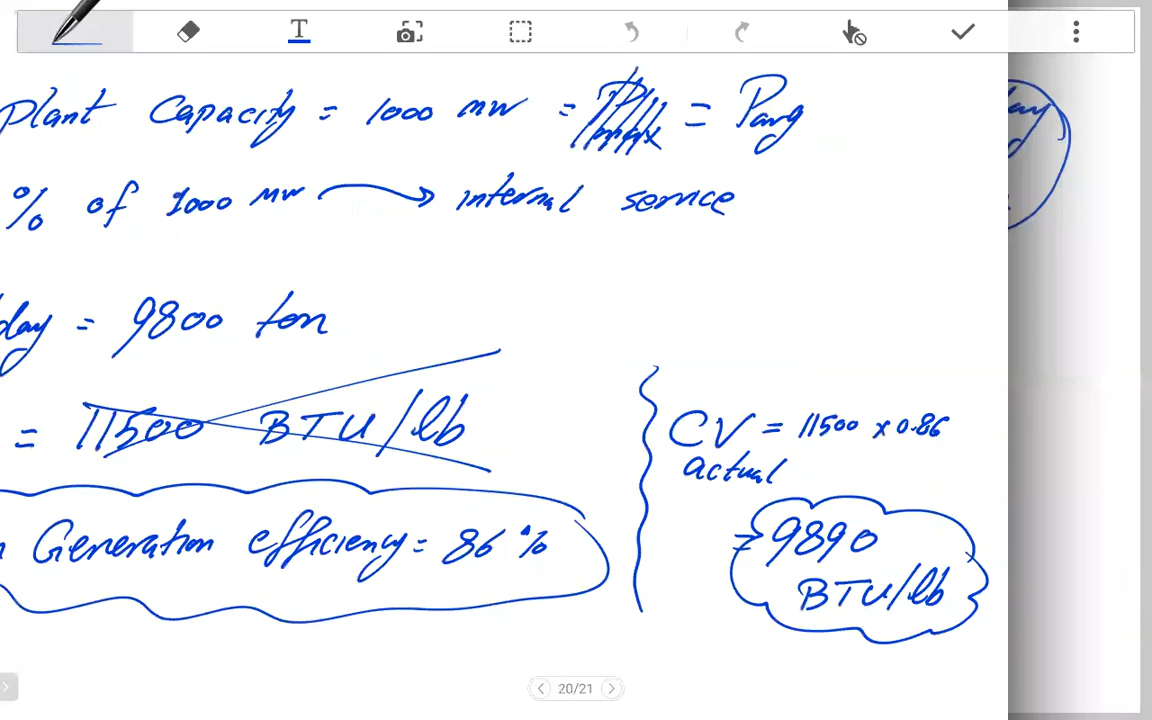 T
Plant Capacity = 1000 MW = = Pavg
% of 1000 MW → internal service
day = 9800 ton
= 11500 BTU/lb
CV = 11500 x 0.86
actual
n Generation efficiency = 86 %
= 9890
BTU/lb
20/21